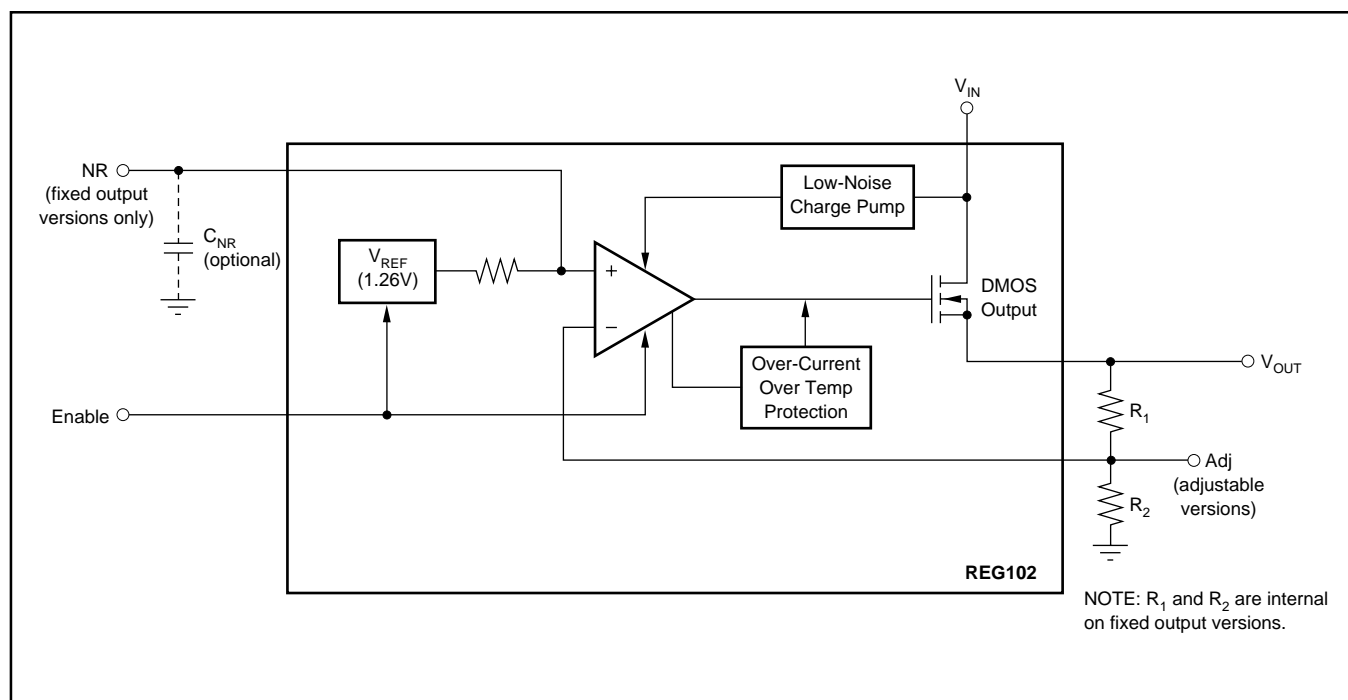 V_IN
NR
(fixed output
versions only)
C_NR
(optional)
Low-Noise
Charge Pump
V_REF
(1.26V)
+
−
DMOS
Output
Over-Current
Over Temp
Protection
V_OUT
R_1
Enable
Adj
(adjustable
versions)
R_2
REG102
NOTE: R_1 and R_2 are internal
on fixed output versions.